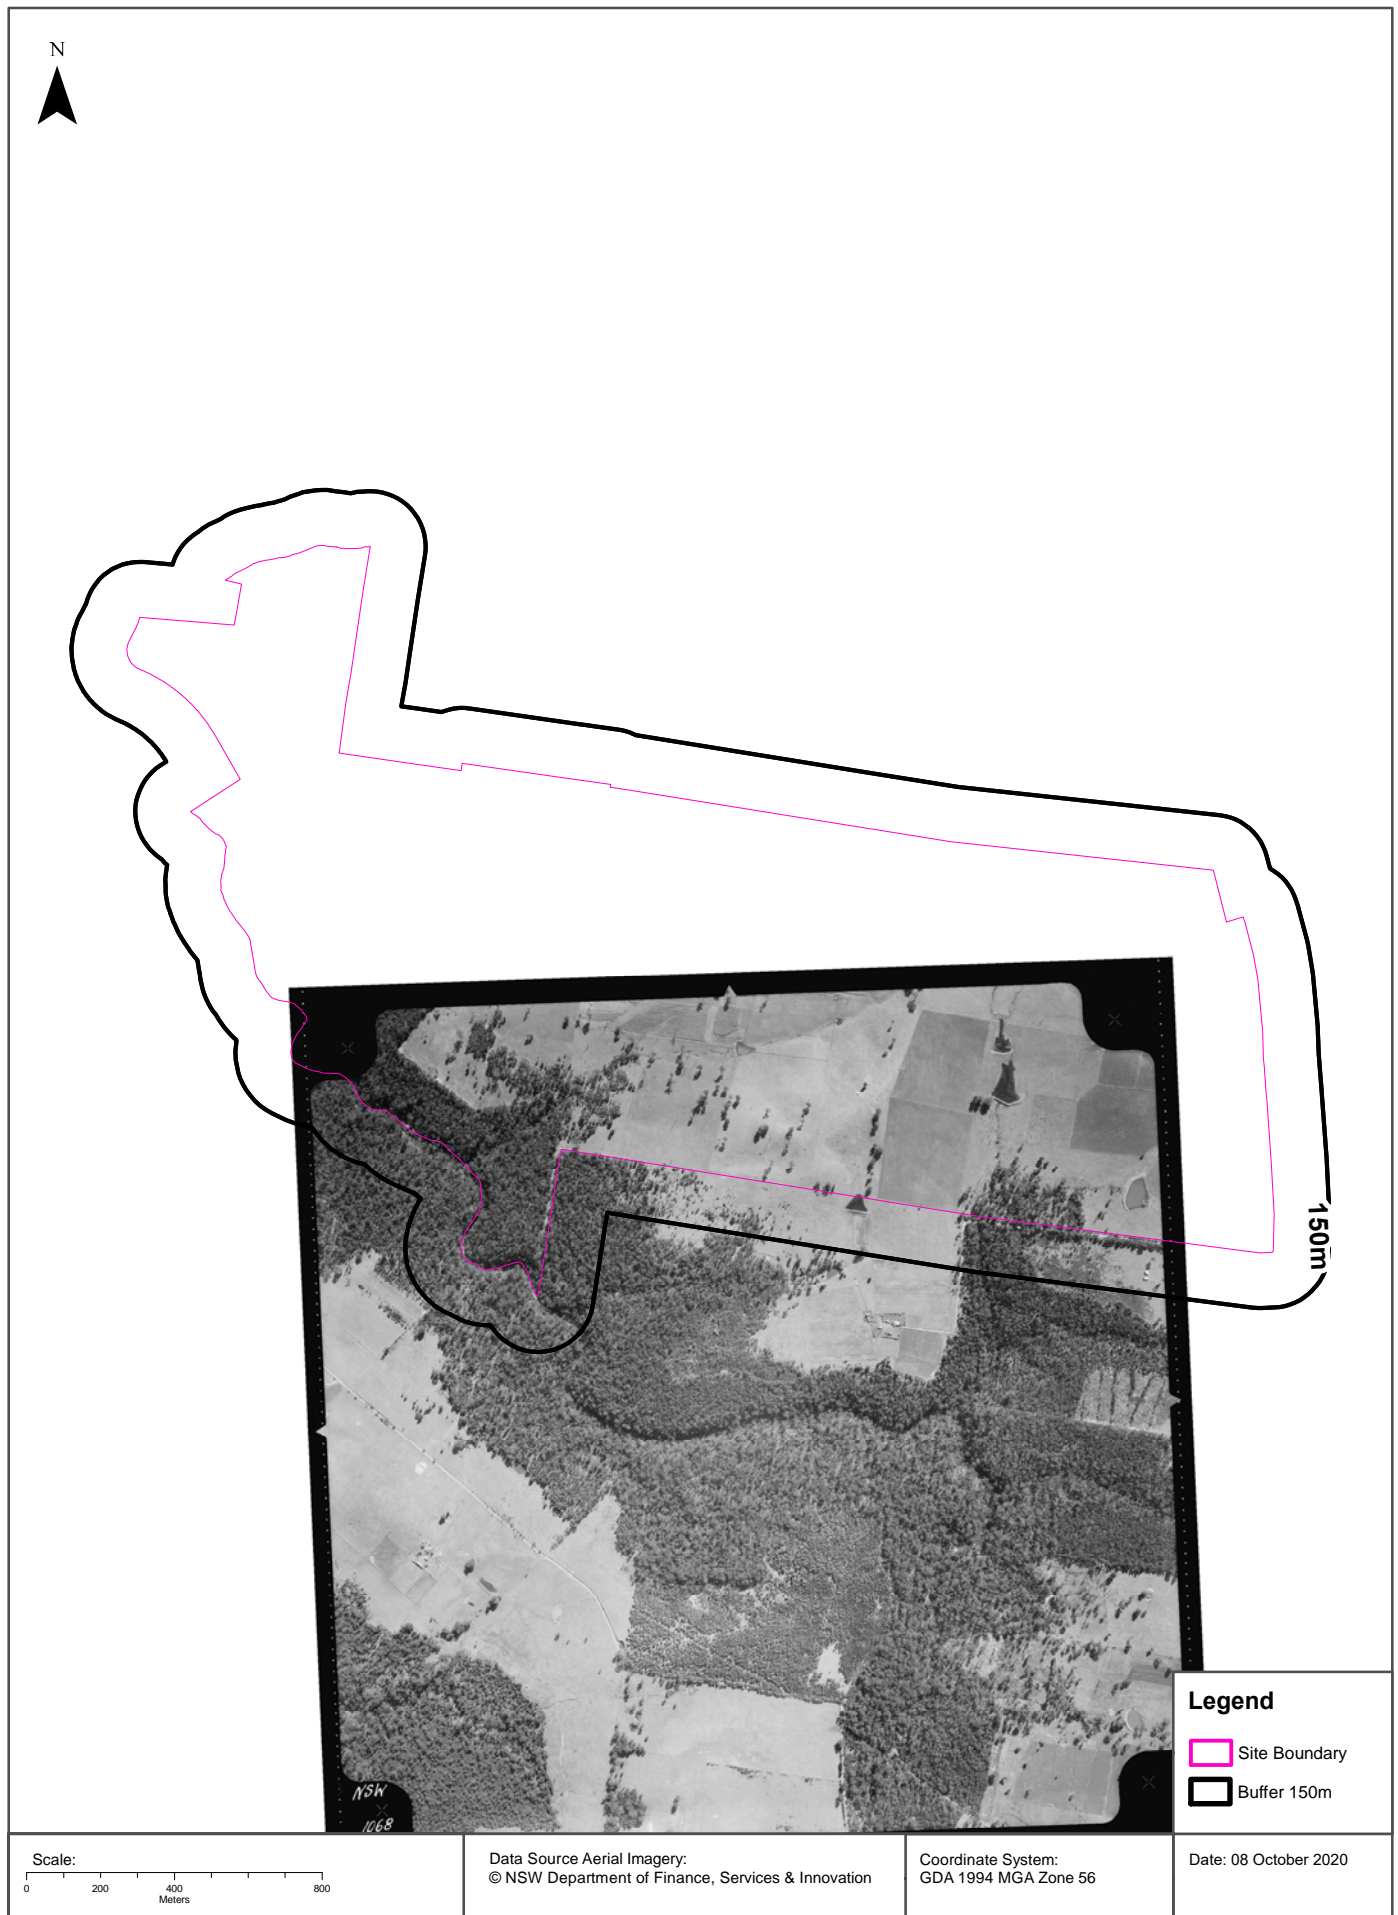 N
150m
NSW
1068
Legend
Site Boundary
Buffer 150m
Scale:
0 200 400 800
Meters
Data Source Aerial Imagery:
© NSW Department of Finance, Services & Innovation
Coordinate System:
GDA 1994 MGA Zone 56
Date: 08 October 2020